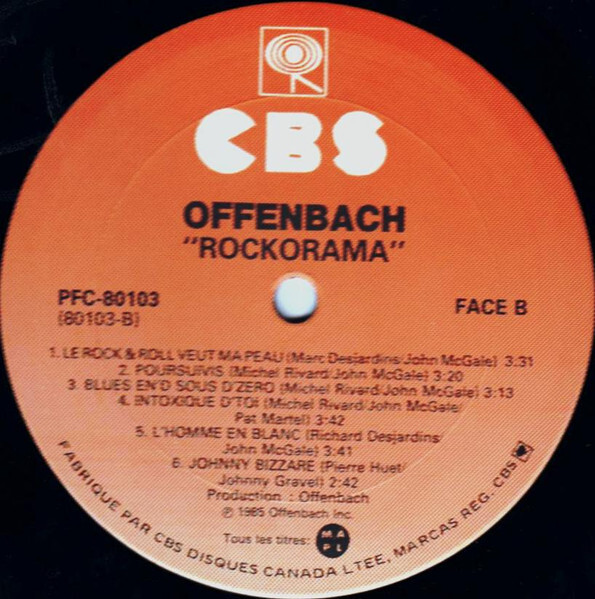 CBS
OFFENBACH
"ROCKORAMA"
PFC-80103
(80103-B)
FACE B
1. LE ROCK & ROLL VEUT MA PEAU (Marc Desjardins/John McGale) 3:31
2. POURSUIVIS (Michel Rivard/John McGale) 3:20
3. BLUES EN'D SOUS D'ZERO (Michel Rivard/John McGale) 3:13
4. INTOXIQUE D'TOI (Michel Rivard/John McGale/
Pat Martel) 3:42
5. L'HOMME EN BLANC (Richard Desjardins/
John McGale) 3:41
6. JOHNNY BIZZARE (Pierre Huet/
Johnny Gravel) 2:42
Production : Offenbach
℗ 1985 Offenbach Inc.
Tous les titres: MAPL
FABRIQUE PAR CBS DISQUES CANADA LTEE, MARCAS REG. CBS